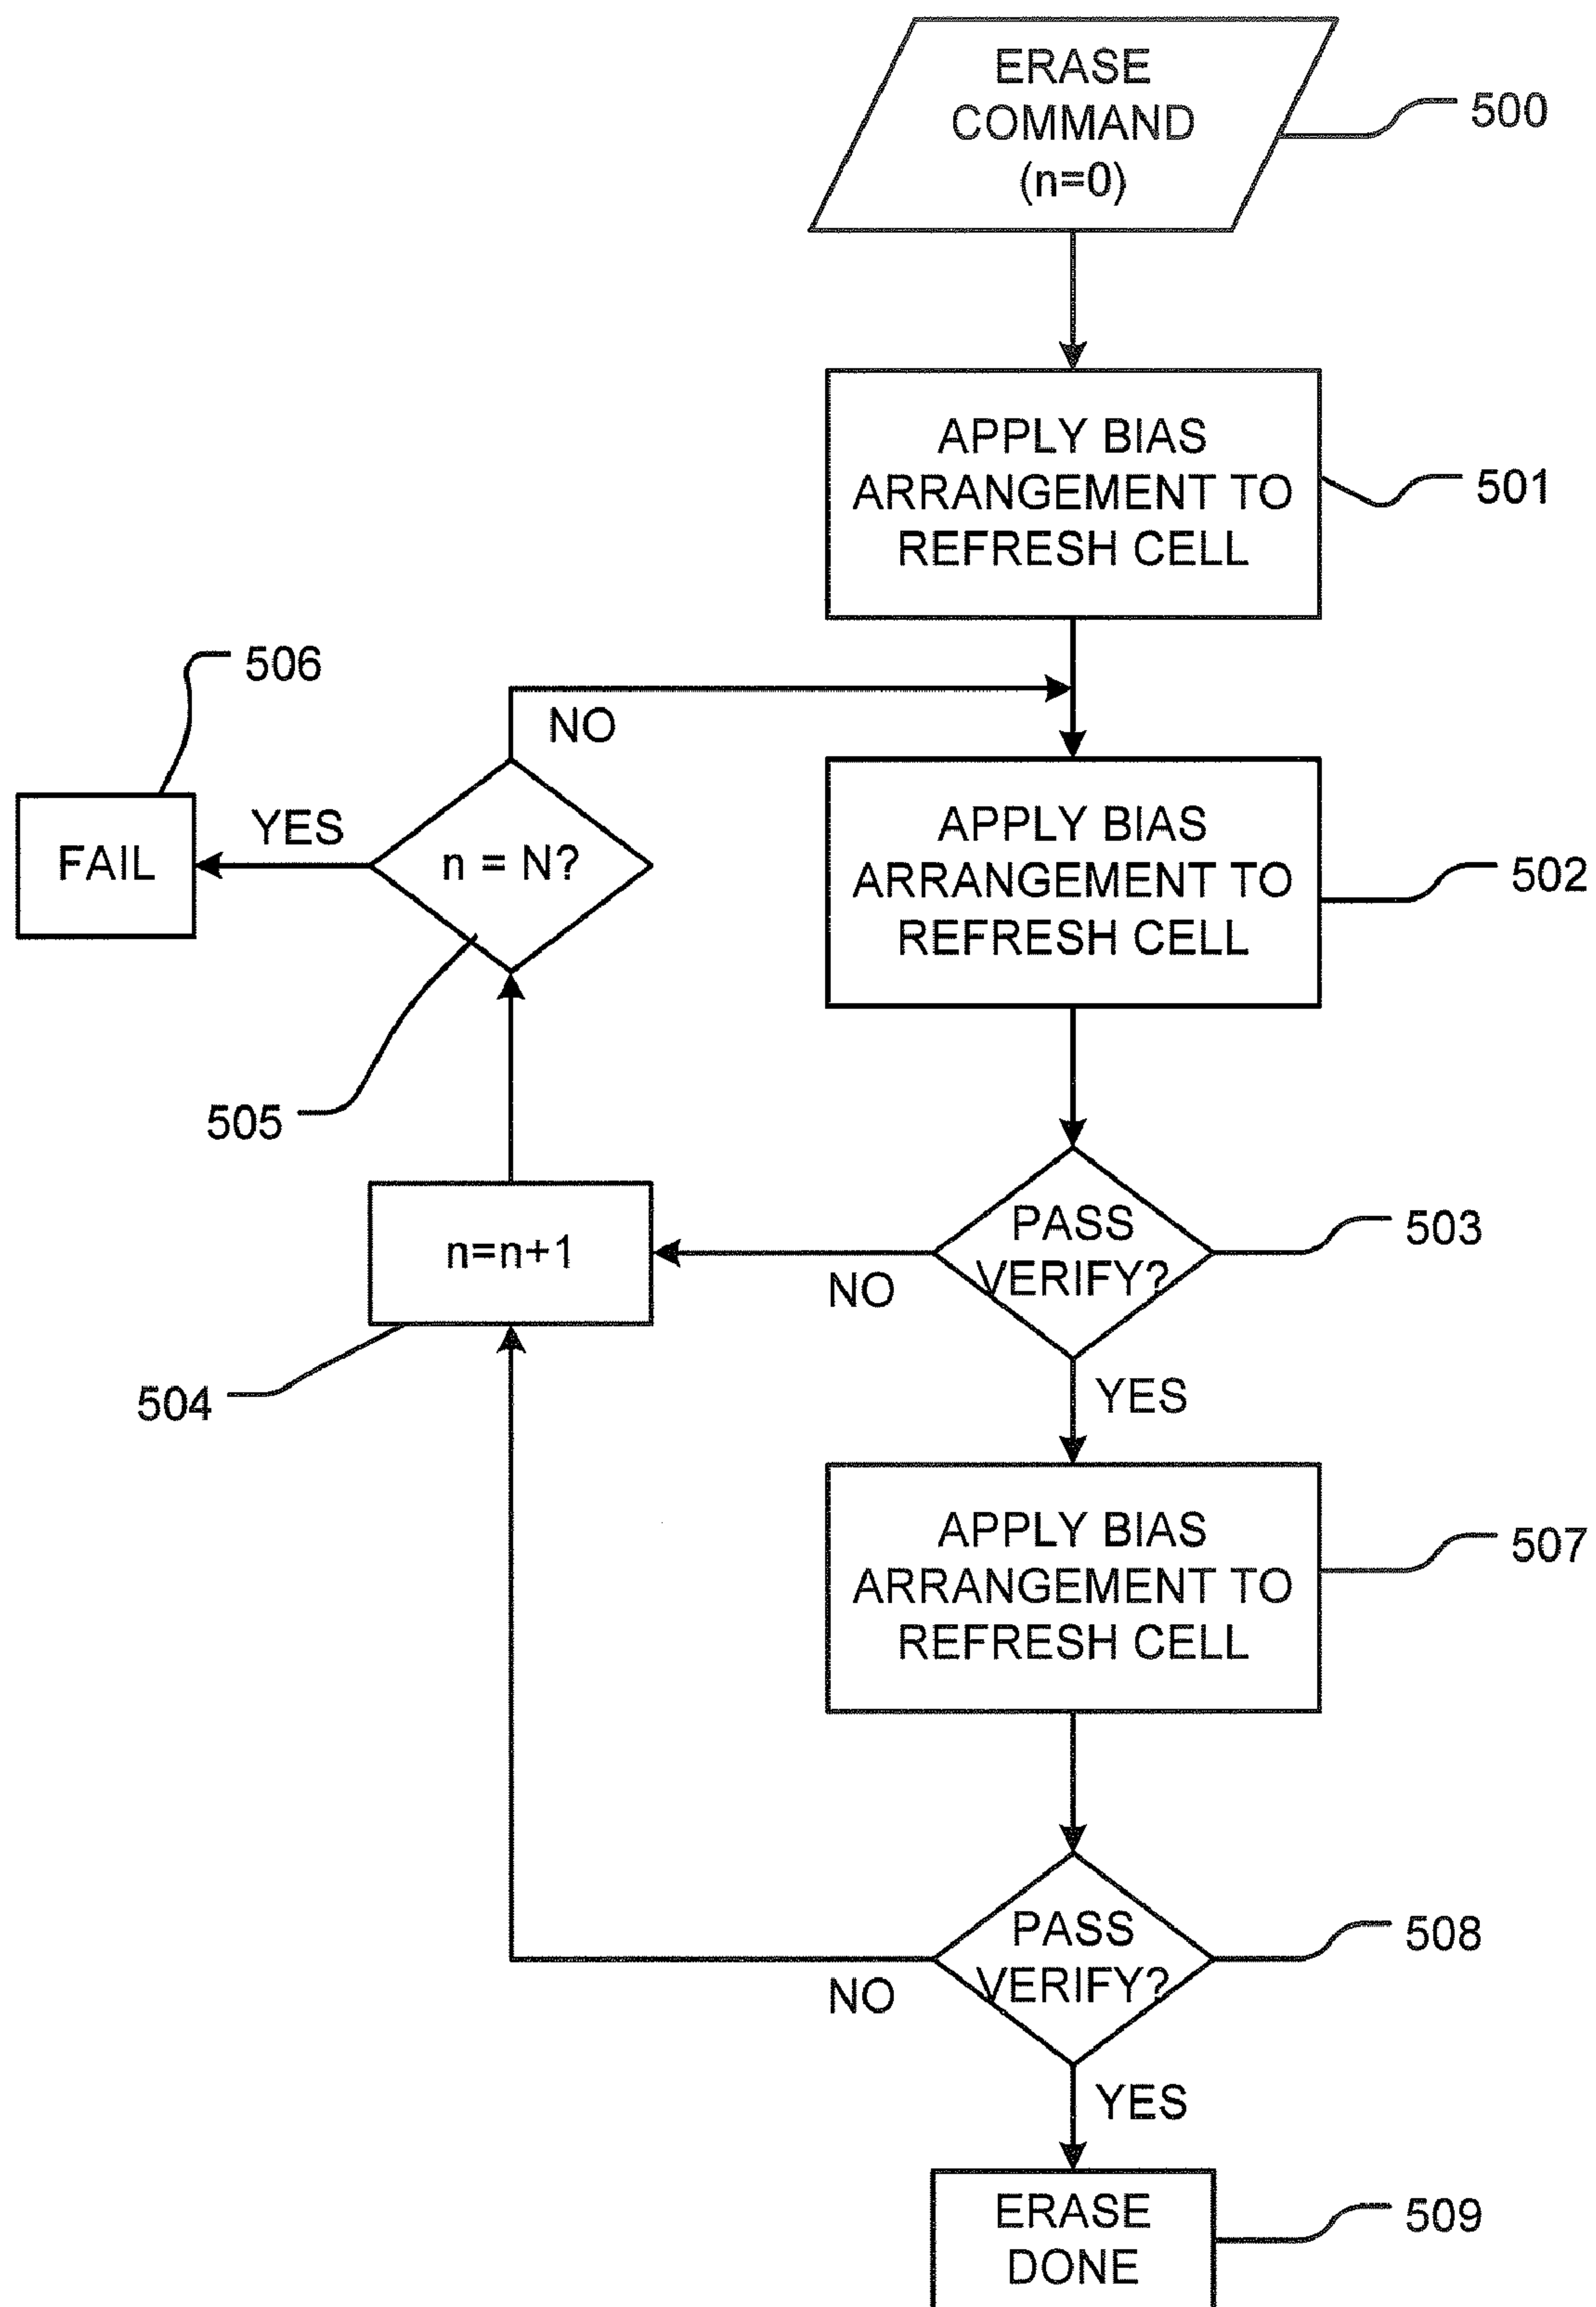 ERASE
COMMAND
(n=0)
500
APPLY BIAS
ARRANGEMENT TO
REFRESH CELL
501
506
NO
FAIL
YES
n = N?
APPLY BIAS
ARRANGEMENT TO
REFRESH CELL
502
505
n=n+1
NO
PASS
VERIFY?
503
504
YES
APPLY BIAS
ARRANGEMENT TO
REFRESH CELL
507
PASS
VERIFY?
508
NO
YES
ERASE
DONE
509